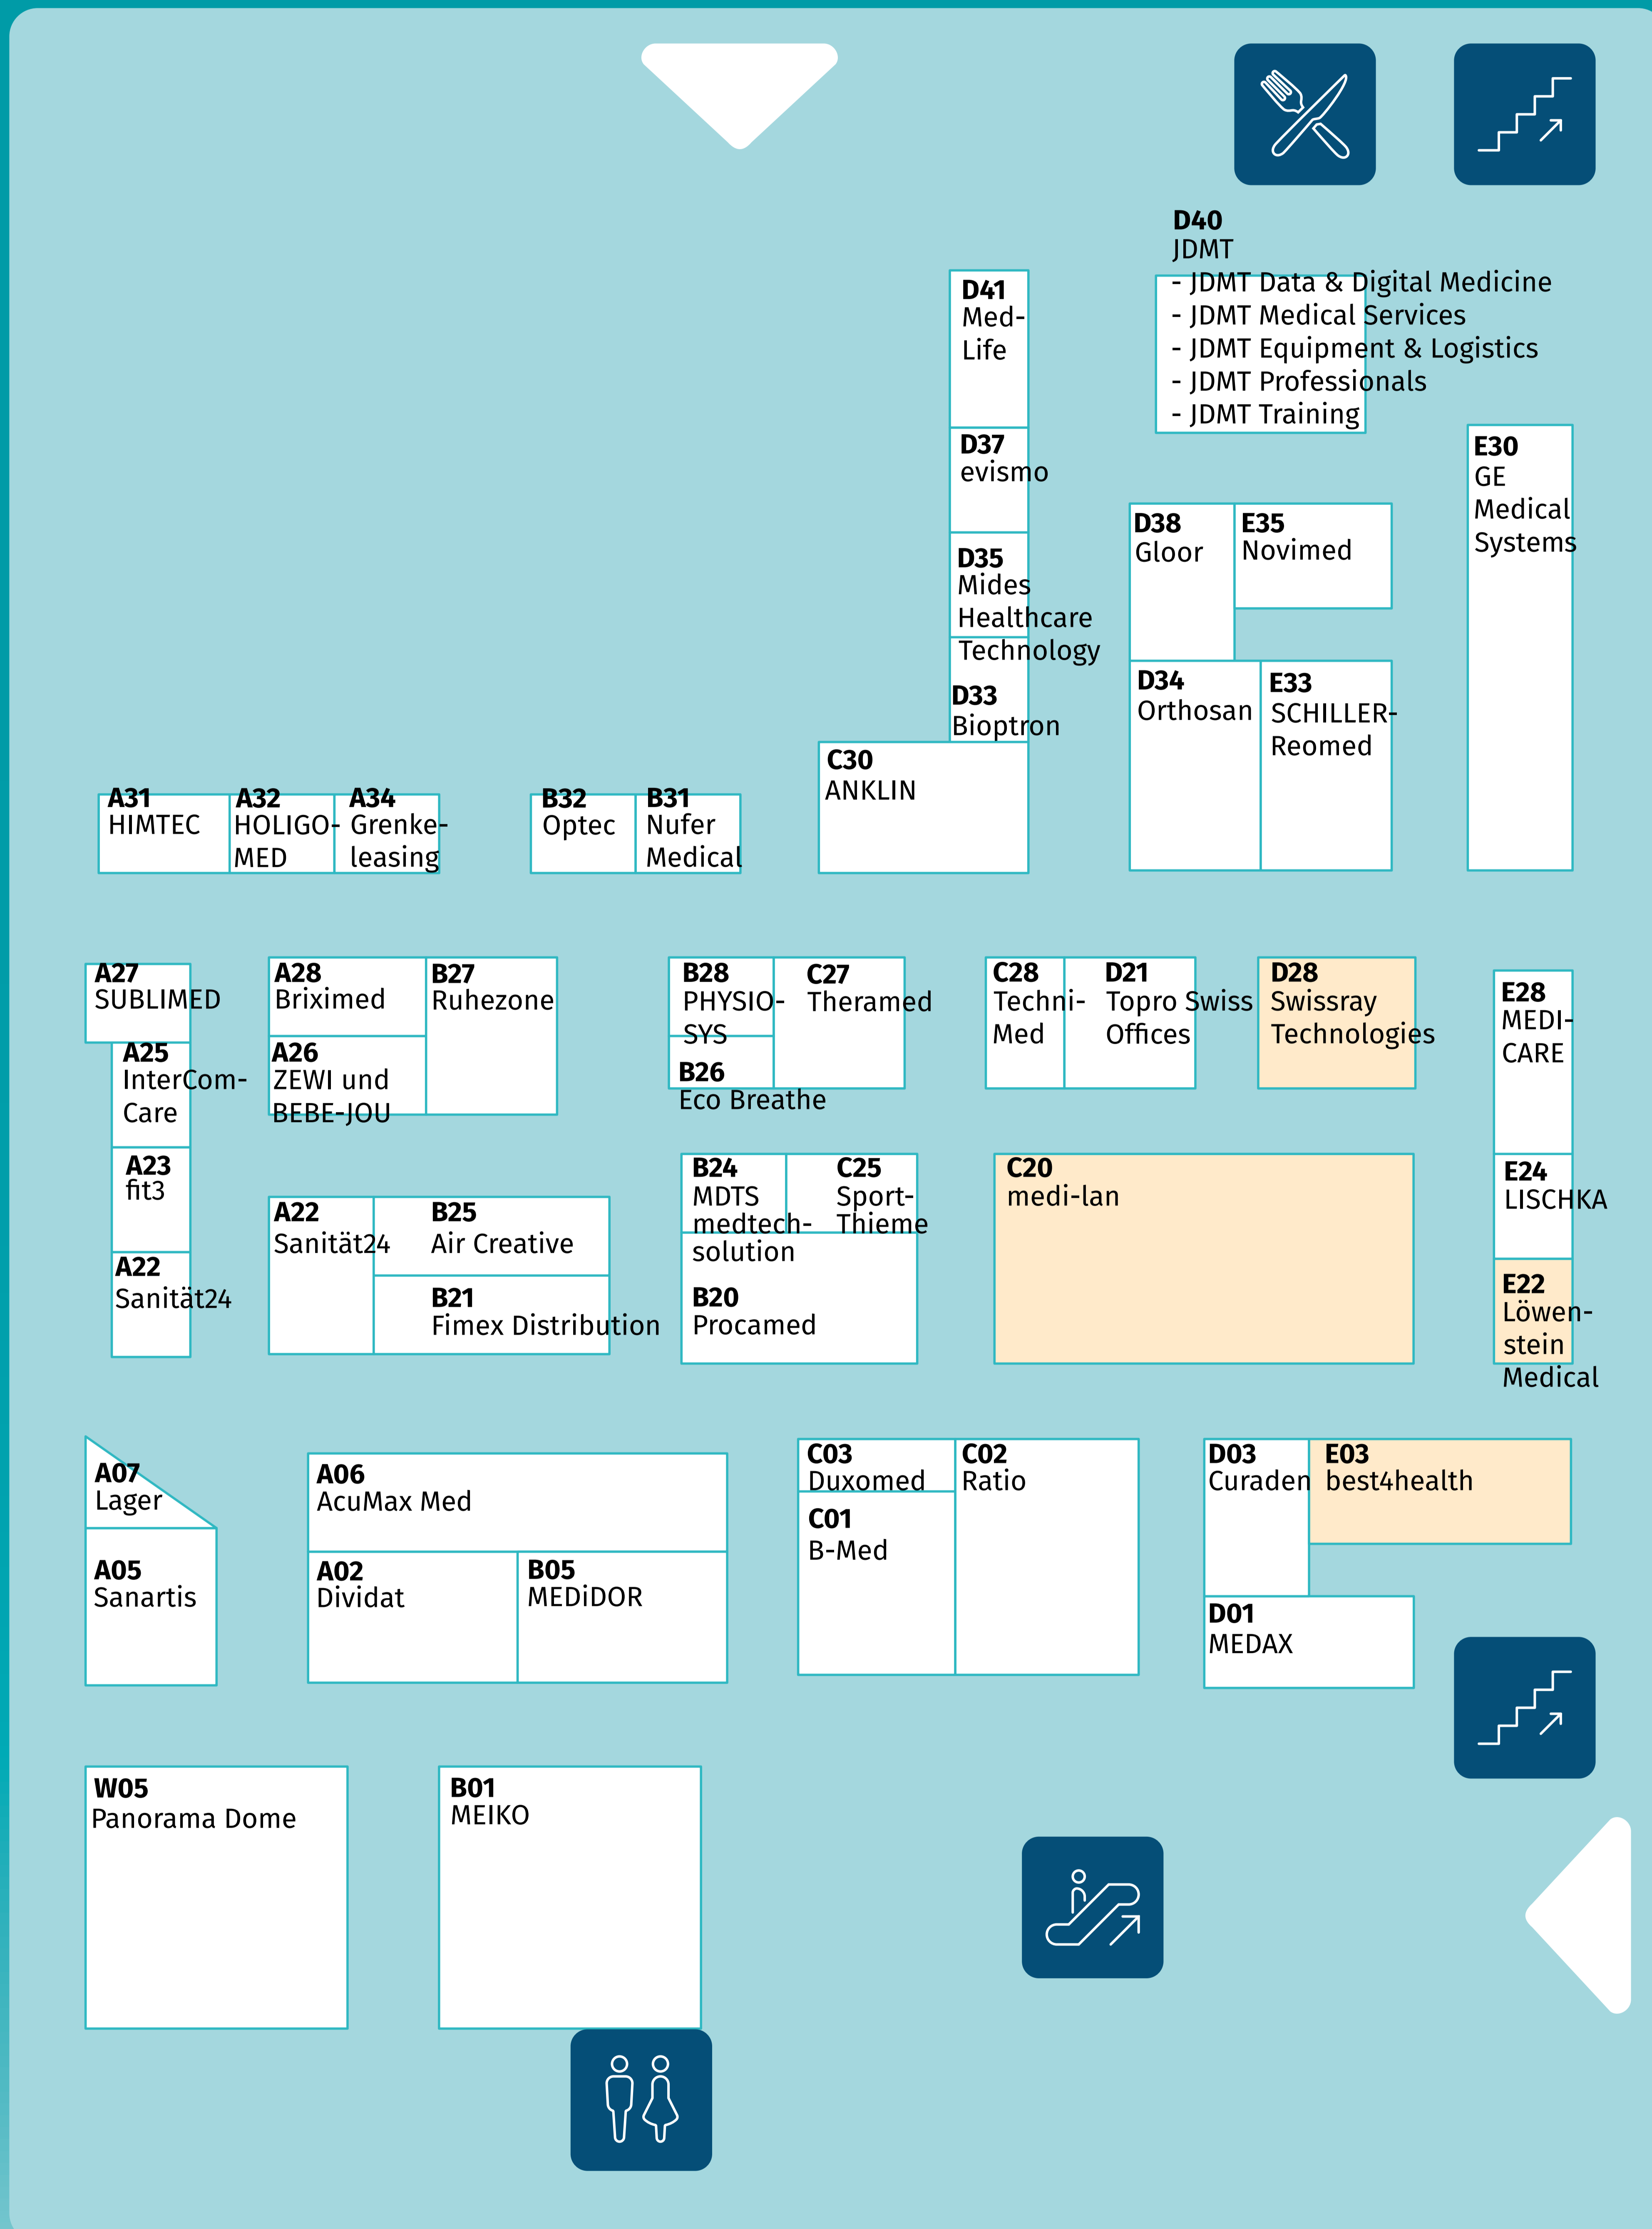 D40
JDMT
- JDMT Data & Digital Medicine
- JDMT Medical Services
- JDMT Equipment & Logistics
- JDMT Professionals
- JDMT Training
D41
Med-
Life
D37
evismo
D35
Mides
Healthcare
Technology
D33
Bioptron
C30
ANKLIN
D38
Gloor
E35
Novimed
D34
Orthosan
E33
SCHILLER-
Reomed
E30
GE
Medical
Systems
A31
HIMTEC
A32
HOLIGO-
MED
A34
Grenke-
leasing
B32
Optec
B31
Nufer
Medical
A27
SUBLIMED
A25
InterCom-
Care
A23
fit3
A22
Sanität24
A28
Briximed
A26
ZEWI und
BEBE-JOU
B27
Ruhezone
A22
Sanität24
B25
Air Creative
B21
Fimex Distribution
B28
PHYSIO-
SYS
B26
Eco Breathe
C27
Theramed
B24
MDTS
medtech-
solution
C25
Sport-
Thieme
B20
Procamed
C28
Techni-
Med
D21
Topro Swiss
Offices
D28
Swissray
Technologies
C20
medi-lan
E28
MEDI-
CARE
E24
LISCHKA
E22
Löwen-
stein
Medical
A07
Lager
A05
Sanartis
A06
AcuMax Med
A02
Dividat
B05
MEDiDOR
C03
Duxomed
C01
B-Med
C02
Ratio
D03
Curaden
E03
best4health
D01
MEDAX
W05
Panorama Dome
B01
MEIKO